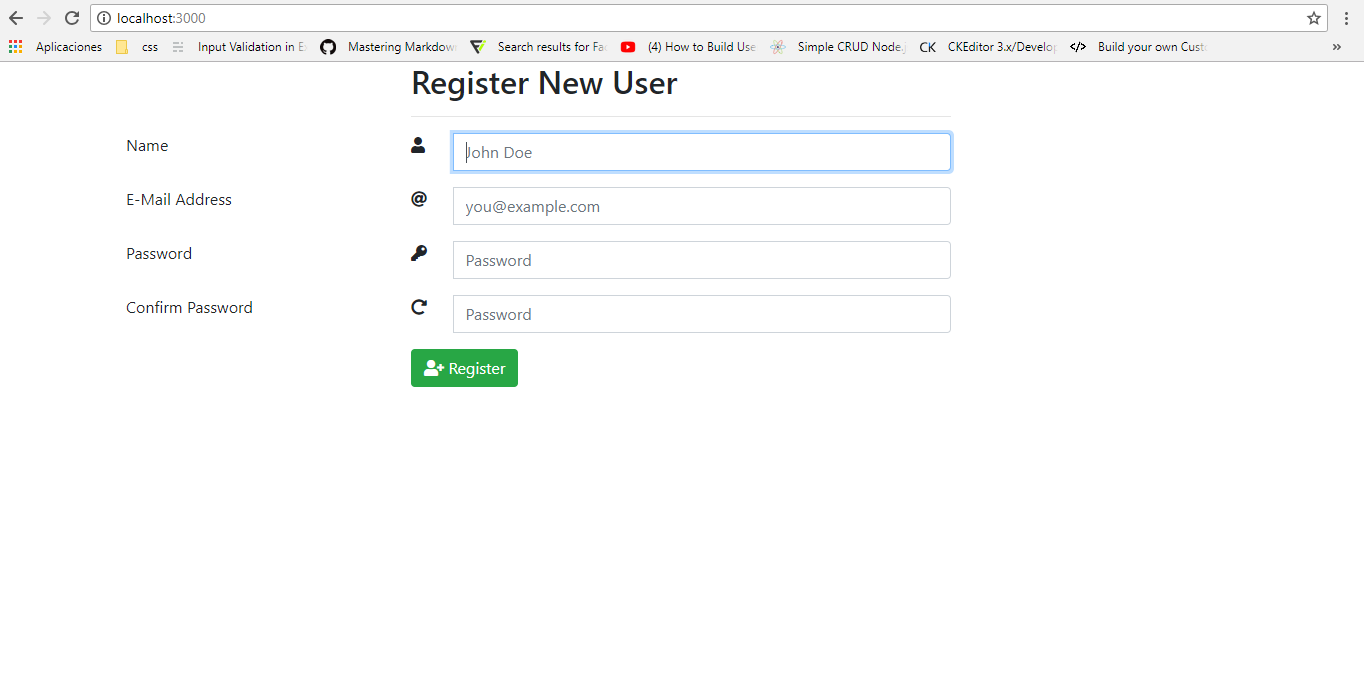 localhost:3000
Aplicaciones css Input Validation in E Mastering Markdow Search results for Fa (4) How to Build Use Simple CRUD Node.j CK CKEditor 3.x/Develo </> Build your own Cust »
Register New User
Name John Doe
E-Mail Address @ you@example.com
Password Password
Confirm Password Password
Register